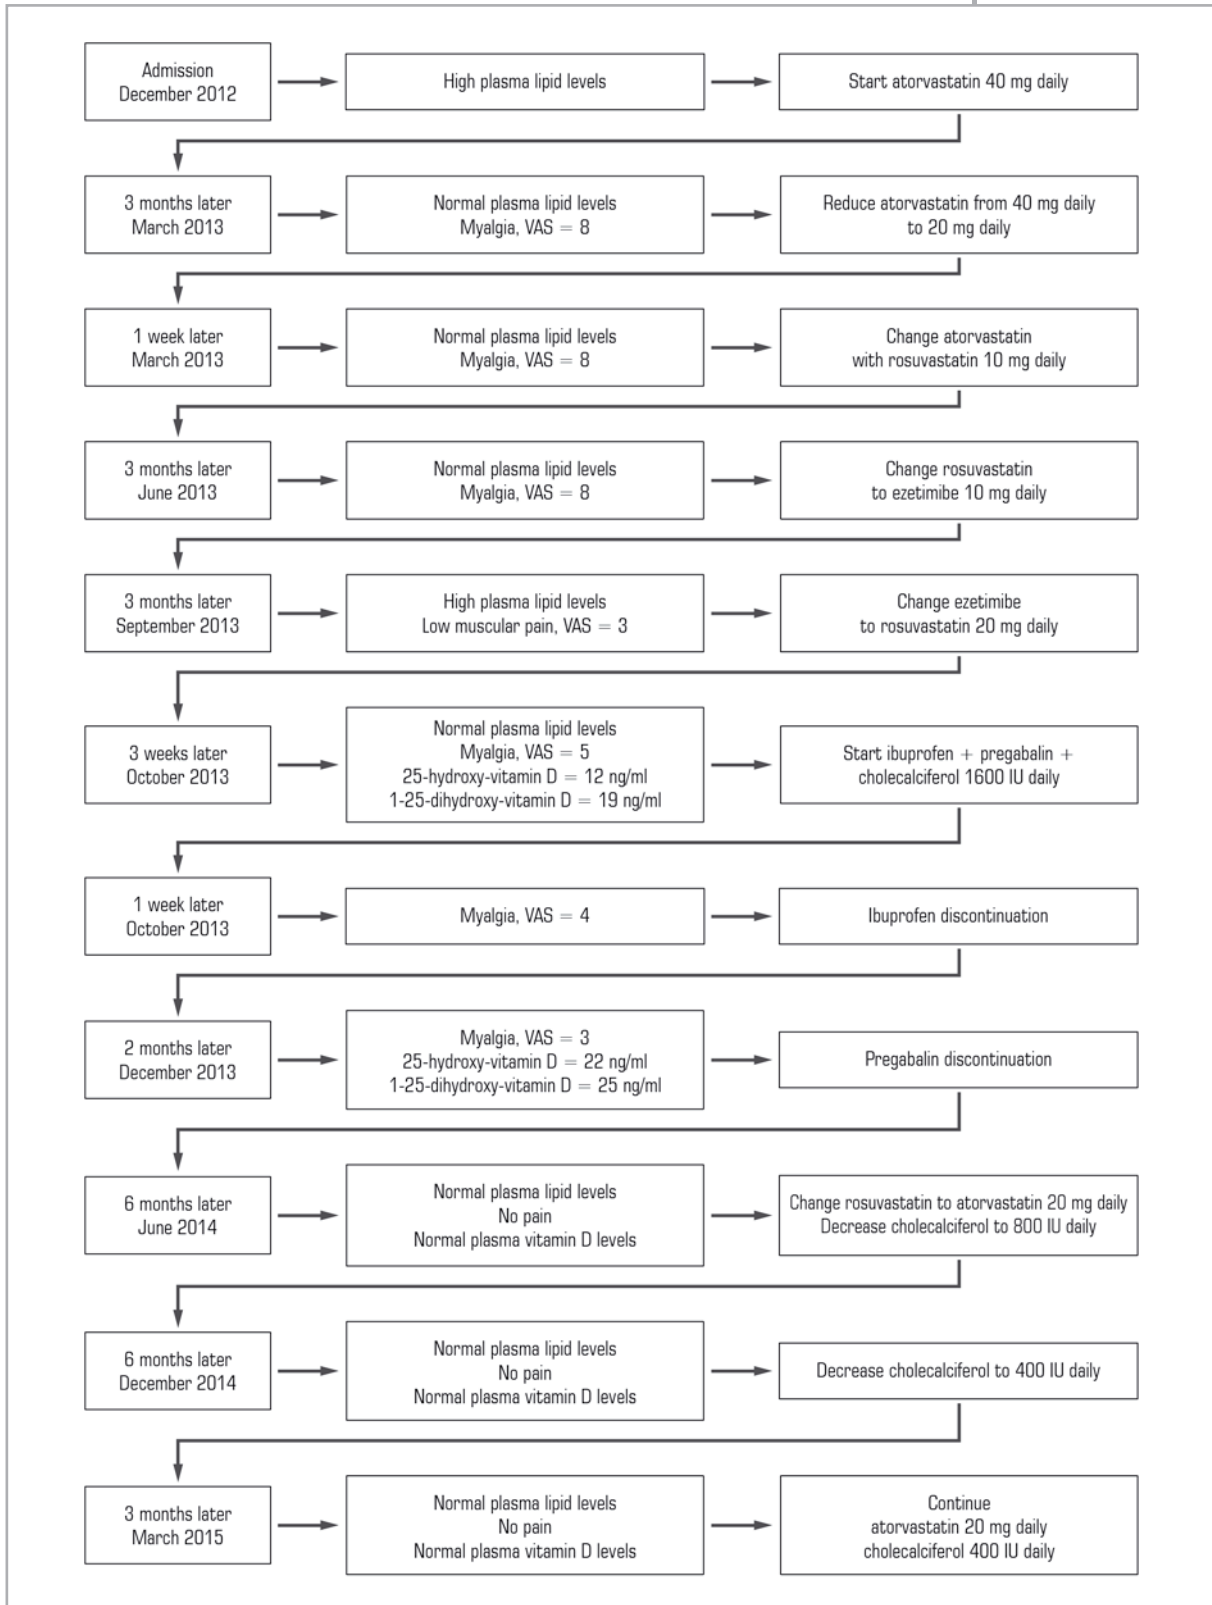 Admission
December 2012
High plasma lipid levels
Start atorvastatin 40 mg daily
3 months later
March 2013
Normal plasma lipid levels
Myalgia, VAS = 8
Reduce atorvastatin from 40 mg daily
to 20 mg daily
1 week later
March 2013
Normal plasma lipid levels
Myalgia, VAS = 8
Change atorvastatin
with rosuvastatin 10 mg daily
3 months later
June 2013
Normal plasma lipid levels
Myalgia, VAS = 8
Change rosuvastatin
to ezetimibe 10 mg daily
3 months later
September 2013
High plasma lipid levels
Low muscular pain, VAS = 3
Change ezetimibe
to rosuvastatin 20 mg daily
3 weeks later
October 2013
Normal plasma lipid levels
Myalgia, VAS = 5
25-hydroxy-vitamin D = 12 ng/ml
1-25-dihydroxy-vitamin D = 19 ng/ml
Start ibuprofen + pregabalin +
cholecalciferol 1600 IU daily
1 week later
October 2013
Myalgia, VAS = 4
Ibuprofen discontinuation
2 months later
December 2013
Myalgia, VAS = 3
25-hydroxy-vitamin D = 22 ng/ml
1-25-dihydroxy-vitamin D = 25 ng/ml
Pregabalin discontinuation
6 months later
June 2014
Normal plasma lipid levels
No pain
Normal plasma vitamin D levels
Change rosuvastatin to atorvastatin 20 mg daily
Decrease cholecalciferol to 800 IU daily
6 months later
December 2014
Normal plasma lipid levels
No pain
Normal plasma vitamin D levels
Decrease cholecalciferol to 400 IU daily
3 months later
March 2015
Normal plasma lipid levels
No pain
Normal plasma vitamin D levels
Continue
atorvastatin 20 mg daily
cholecalciferol 400 IU daily